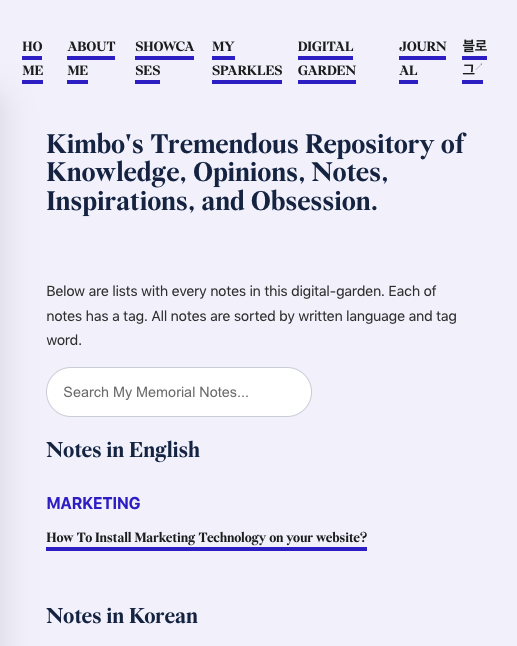 HOME ABOUT ME SHOWCASES MY SPARKLES DIGITAL GARDEN JOURNAL 블로그
Kimbo's Tremendous Repository of
Knowledge, Opinions, Notes,
Inspirations, and Obsession.
Below are lists with every notes in this digital-garden. Each of
notes has a tag. All notes are sorted by written language and tag
word.
Search My Memorial Notes...
Notes in English
MARKETING
How To Install Marketing Technology on your website?
Notes in Korean